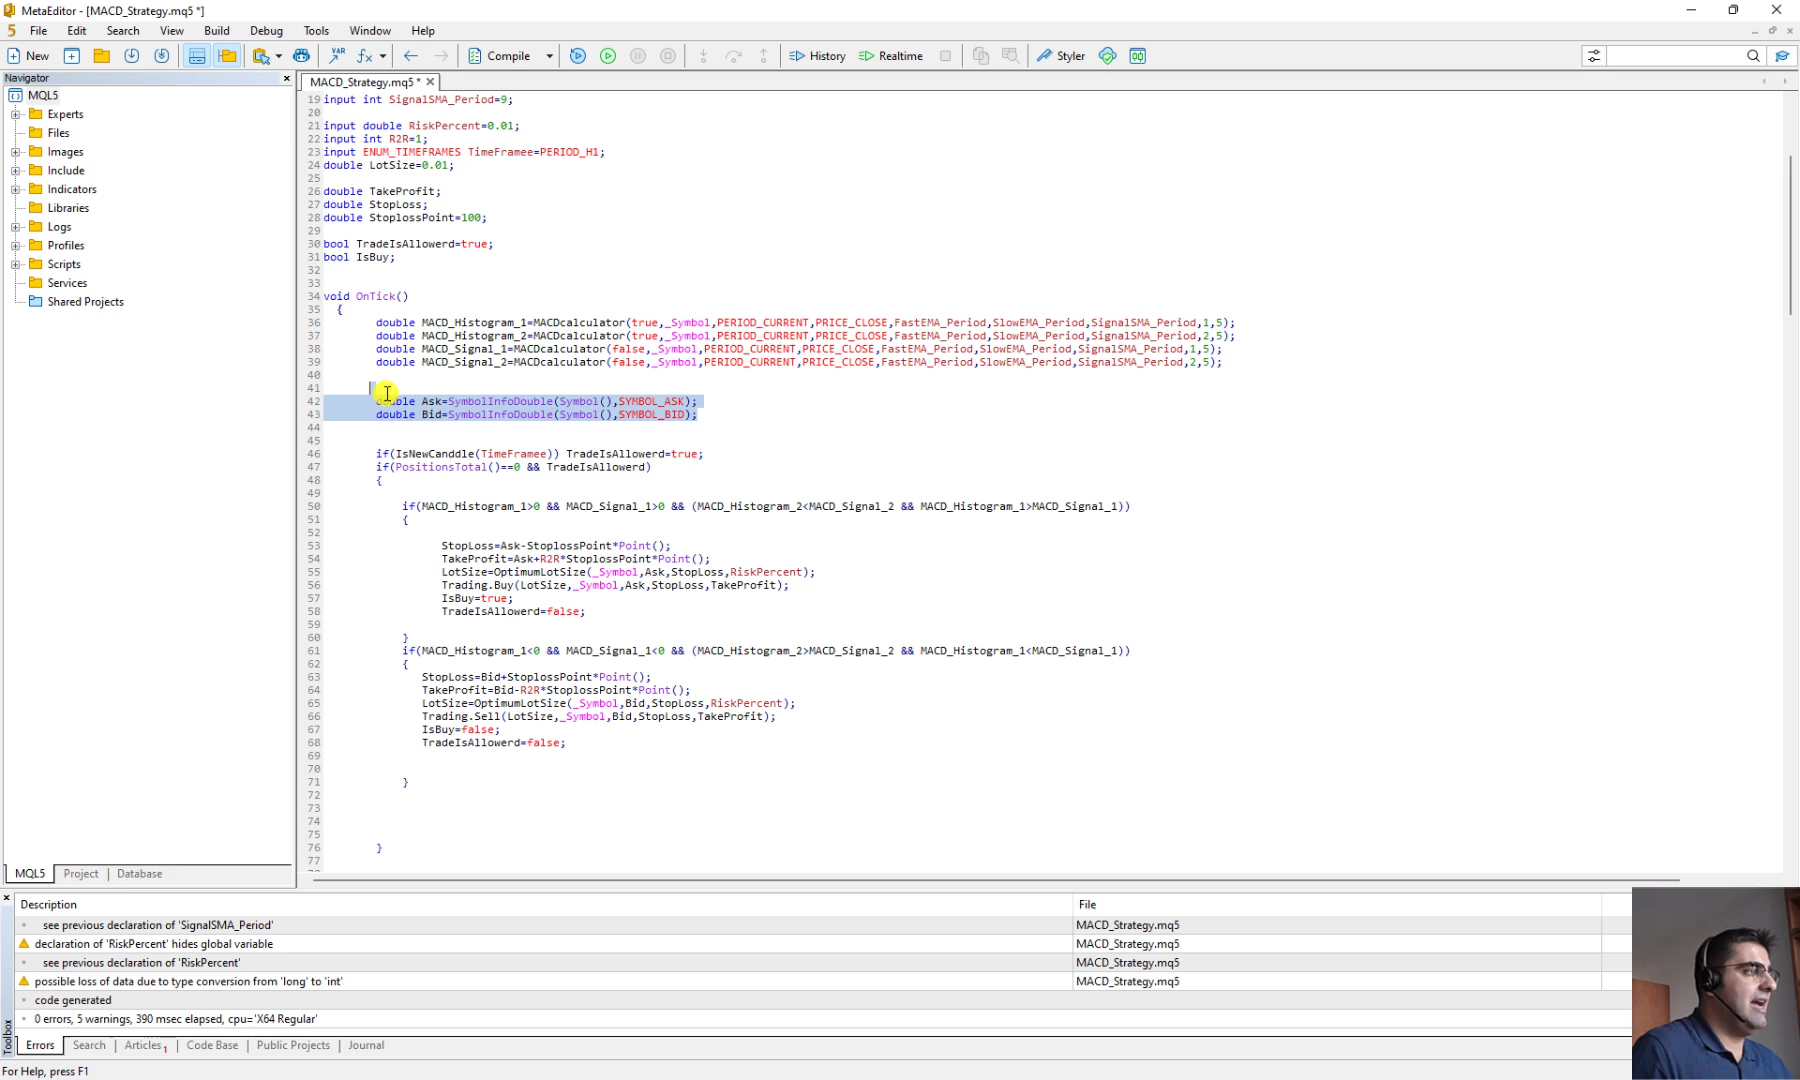 MetaEditor - [MACD_Strategy.mq5 *]
File Edit Search View Build Debug Tools Window Help
New Compile History Realtime Styler
Navigator
MACD_Strategy.mq5 *
MQL5
Experts
Files
Images
Include
Indicators
Libraries
Logs
Profiles
Scripts
Services
Shared Projects
MQL5 Project Database
19 input int SignalSMA_Period=9;
20
21 input double RiskPercent=0.01;
22 input int R2R=1;
23 input ENUM_TIMEFRAMES TimeFramee=PERIOD_H1;
24 double LotSize=0.01;
25
26 double TakeProfit;
27 double StopLoss;
28 double StoplossPoint=100;
29
30 bool TradeIsAllowerd=true;
31 bool IsBuy;
32
33
34 void OnTick()
35 {
36 double MACD_Histogram_1=MACDcalculator(true,_Symbol,PERIOD_CURRENT,PRICE_CLOSE,FastEMA_Period,SlowEMA_Period,SignalSMA_Period,1,5);
37 double MACD_Histogram_2=MACDcalculator(true,_Symbol,PERIOD_CURRENT,PRICE_CLOSE,FastEMA_Period,SlowEMA_Period,SignalSMA_Period,2,5);
38 double MACD_Signal_1=MACDcalculator(false,_Symbol,PERIOD_CURRENT,PRICE_CLOSE,FastEMA_Period,SlowEMA_Period,SignalSMA_Period,1,5);
39 double MACD_Signal_2=MACDcalculator(false,_Symbol,PERIOD_CURRENT,PRICE_CLOSE,FastEMA_Period,SlowEMA_Period,SignalSMA_Period,2,5);
40
41
42 double Ask=SymbolInfoDouble(Symbol(),SYMBOL_ASK);
43 double Bid=SymbolInfoDouble(Symbol(),SYMBOL_BID);
44
45
46 if(IsNewCanddle(TimeFramee)) TradeIsAllowerd=true;
47 if(PositionsTotal()==0 && TradeIsAllowerd)
48 {
49
50 if(MACD_Histogram_1>0 && MACD_Signal_1>0 && (MACD_Histogram_2<MACD_Signal_2 && MACD_Histogram_1>MACD_Signal_1))
51 {
52
53 StopLoss=Ask-StoplossPoint*Point();
54 TakeProfit=Ask+R2R*StoplossPoint*Point();
55 LotSize=OptimumLotSize(_Symbol,Ask,StopLoss,RiskPercent);
56 Trading.Buy(LotSize,_Symbol,Ask,StopLoss,TakeProfit);
57 IsBuy=true;
58 TradeIsAllowerd=false;
59
60 }
61 if(MACD_Histogram_1<0 && MACD_Signal_1<0 && (MACD_Histogram_2>MACD_Signal_2 && MACD_Histogram_1<MACD_Signal_1))
62 {
63 StopLoss=Bid+StoplossPoint*Point();
64 TakeProfit=Bid-R2R*StoplossPoint*Point();
65 LotSize=OptimumLotSize(_Symbol,Bid,StopLoss,RiskPercent);
66 Trading.Sell(LotSize,_Symbol,Bid,StopLoss,TakeProfit);
67 IsBuy=false;
68 TradeIsAllowerd=false;
69
70
71 }
72
73
74
75
76 }
77
Description File
see previous declaration of 'SignalSMA_Period' MACD_Strategy.mq5
declaration of 'RiskPercent' hides global variable MACD_Strategy.mq5
see previous declaration of 'RiskPercent' MACD_Strategy.mq5
possible loss of data due to type conversion from 'long' to 'int' MACD_Strategy.mq5
code generated
0 errors, 5 warnings, 390 msec elapsed, cpu='X64 Regular'
Toolbox
Errors Search Articles 1 Code Base Public Projects Journal
For Help, press F1